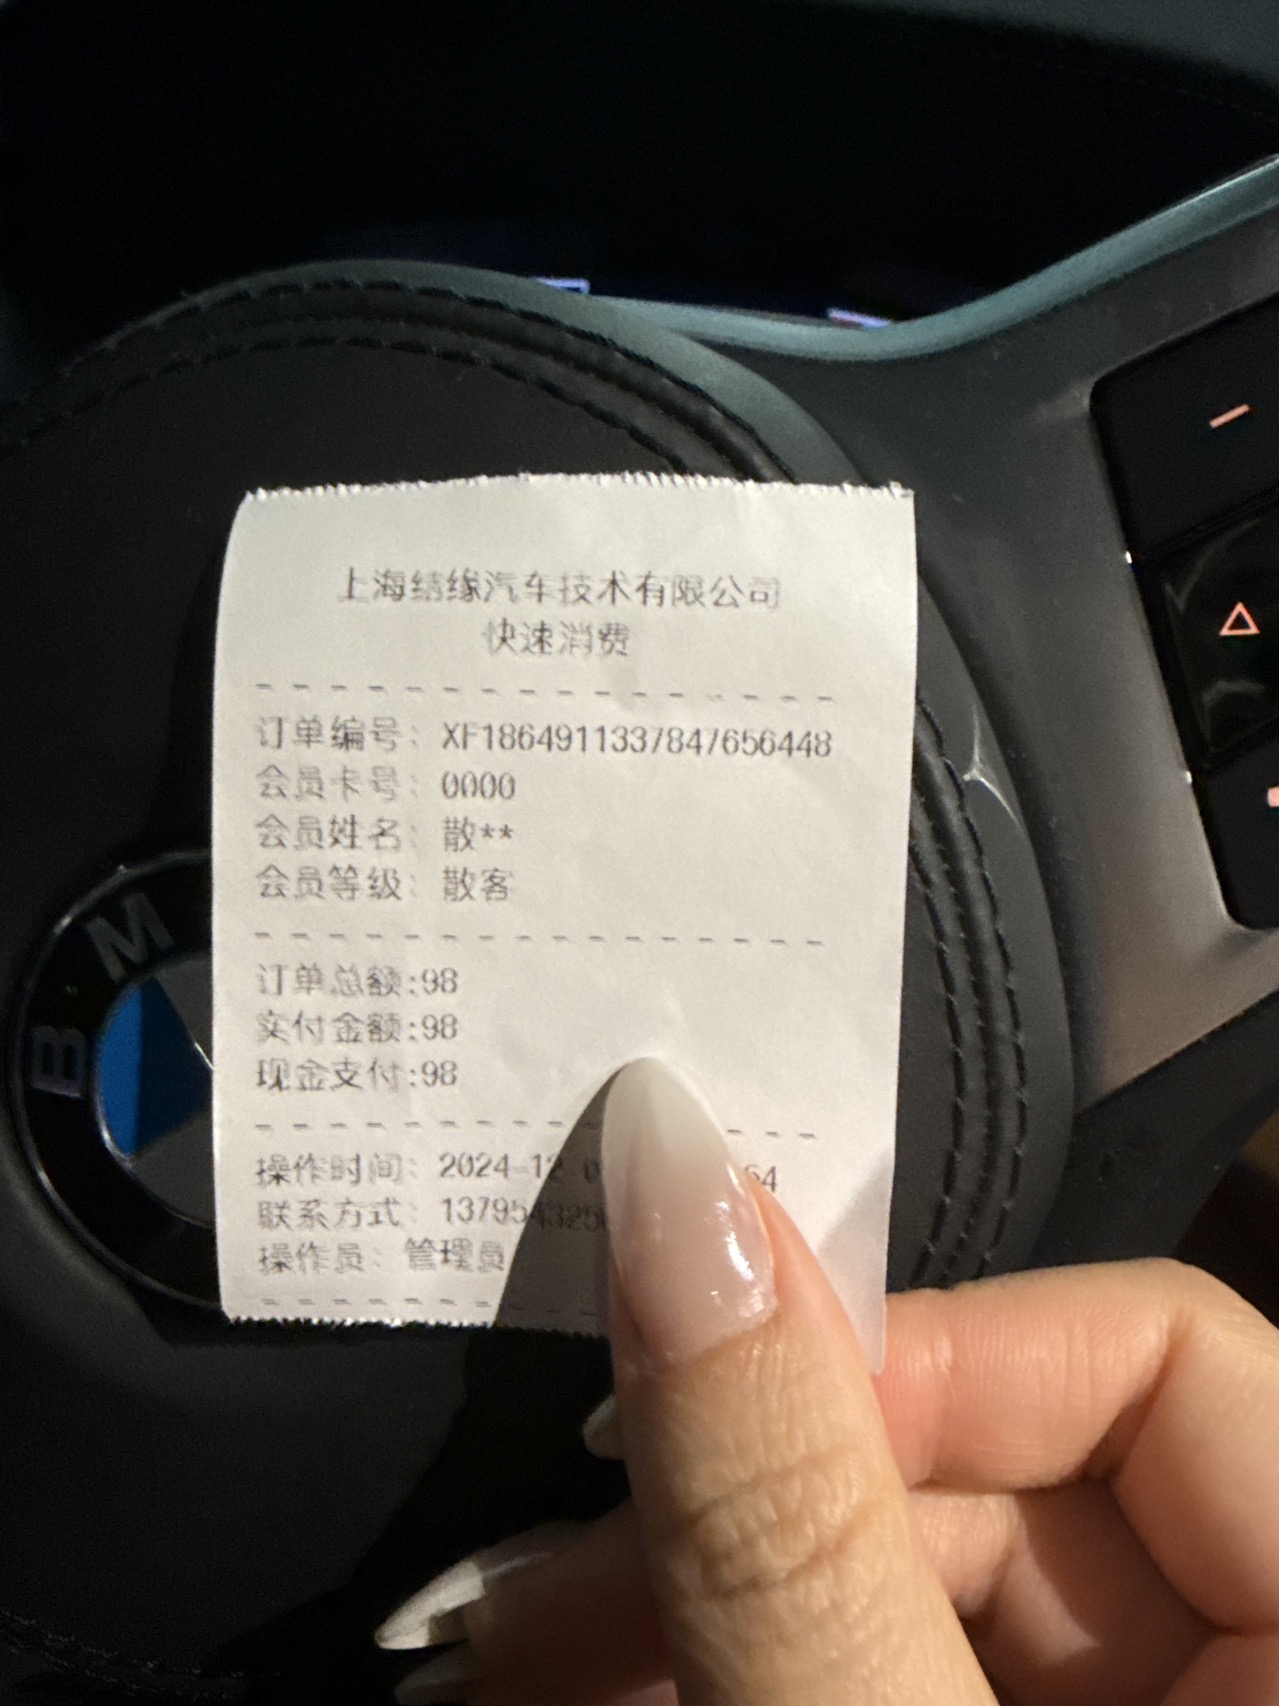 上海结缘汽车技术有限公司
快速消费
订单编号: XF1864911337847656448
会员卡号: 0000
会员姓名: 散**
会员等级: 散客
订单总额:98
实付金额:98
现金支付:98
操作时间: 2024-12
联系方式: 137954325
操作员: 管理员
B M